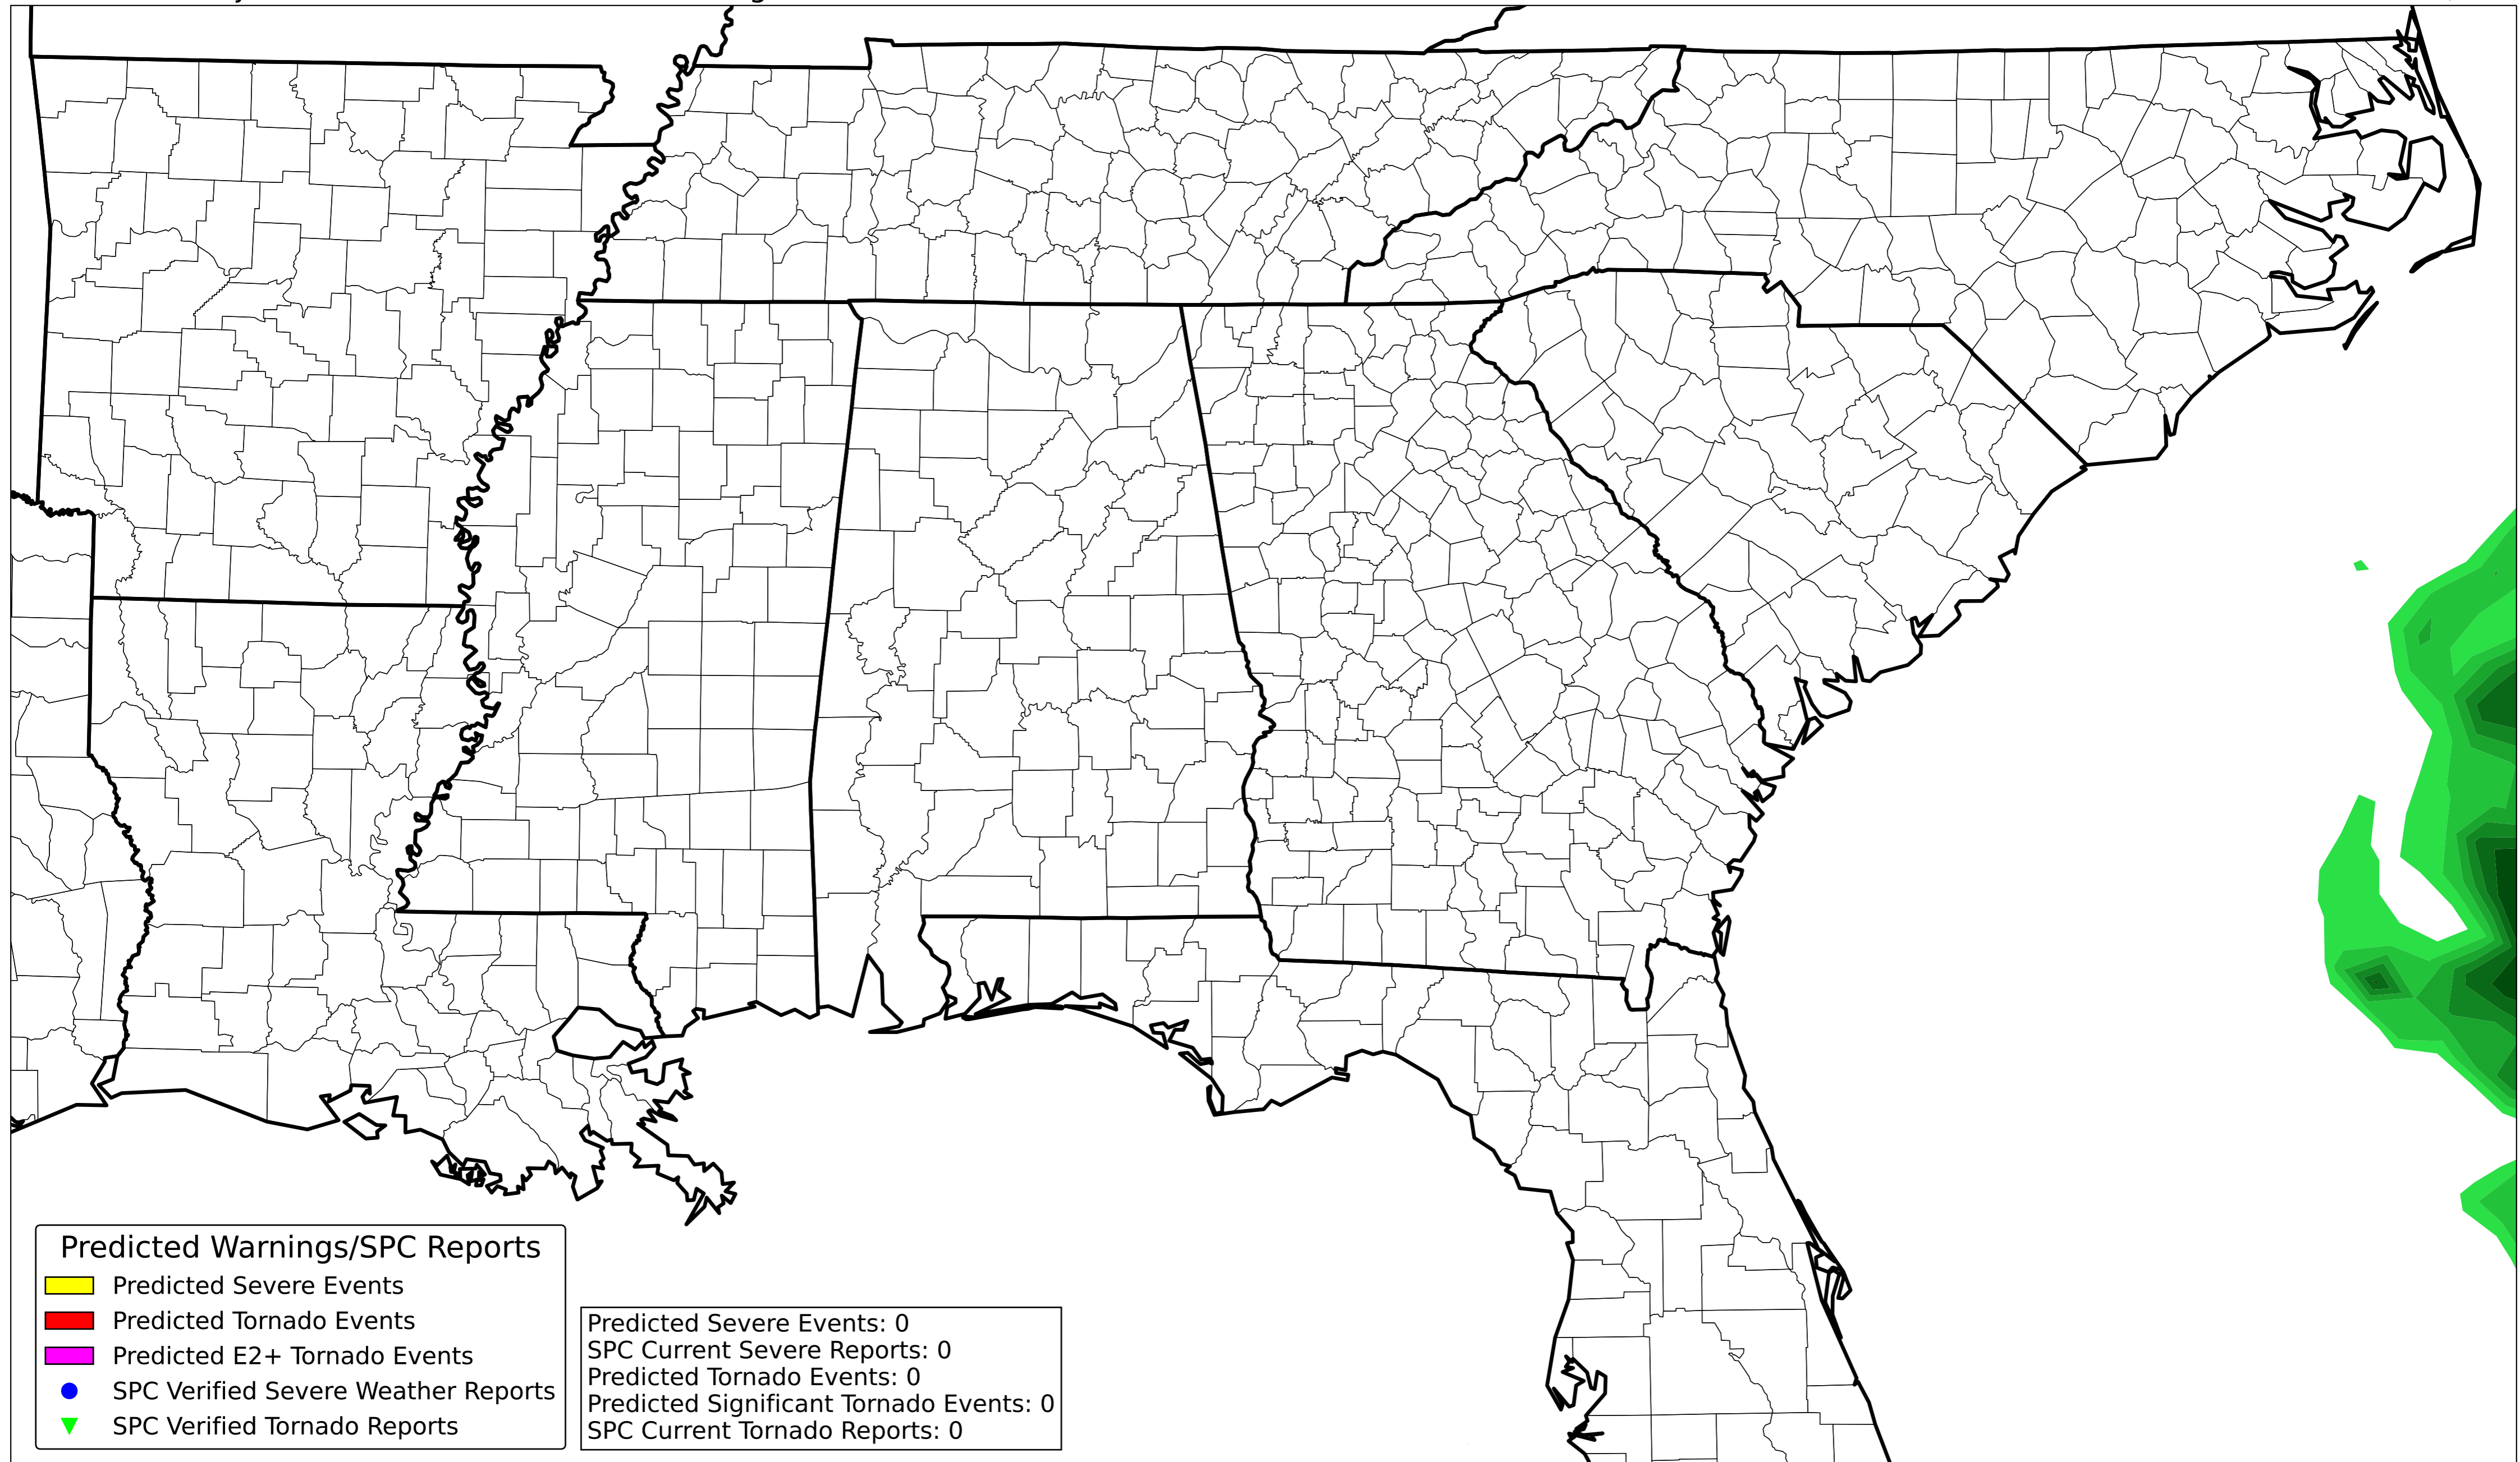 Predicted Warnings/SPC Reports
Predicted Severe Events
Predicted Tornado Events
Predicted E2+ Tornado Events
SPC Verified Severe Weather Reports
SPC Verified Tornado Reports
Predicted Severe Events: 0
SPC Current Severe Reports: 0
Predicted Tornado Events: 0
Predicted Significant Tornado Events: 0
SPC Current Tornado Reports: 0